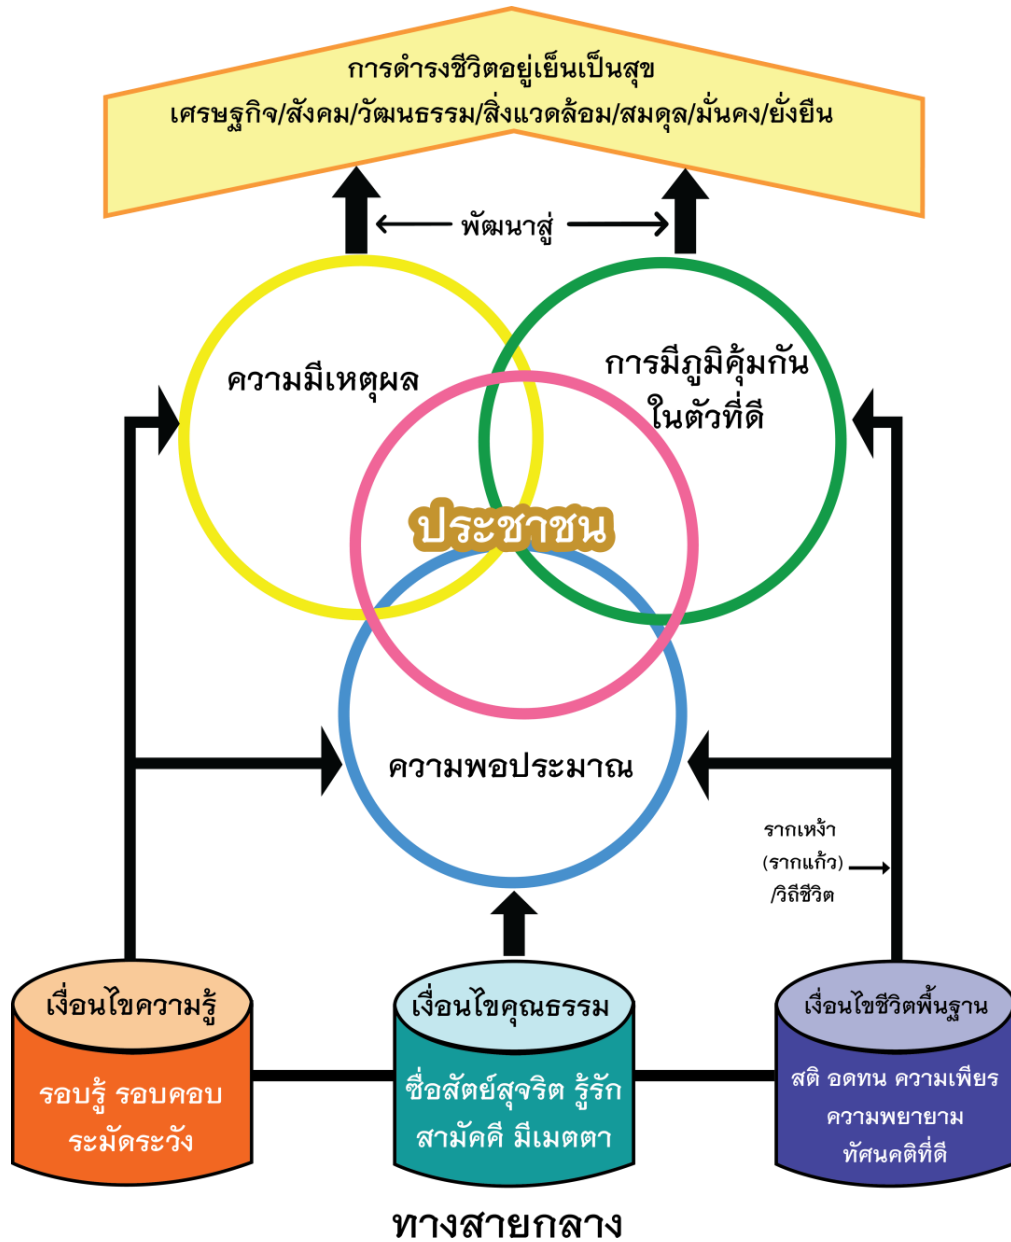 การดำรงชีวิตอยู่เย็นเป็นสุข
เศรษฐกิจ/สังคม/วัฒนธรรม/สิ่งแวดล้อม/สมดุล/มั่นคง/ยั่งยืน
พัฒนาสู่
ความมีเหตุผล
การมีภูมิคุ้มกัน
ในตัวที่ดี
ประชาชน
ความพอประมาณ
รากเหง้า
(รากแก้ว)
/วิถีชีวิต
เงื่อนไขความรู้
รอบรู้ รอบคอบ
ระมัดระวัง
เงื่อนไขคุณธรรม
ซื่อสัตย์สุจริต รู้รัก
สามัคคี มีเมตตา
เงื่อนไขชีวิตพื้นฐาน
สติ อดทน ความเพียร
ความพยายาม
ทัศนคติที่ดี
ทางสายกลาง